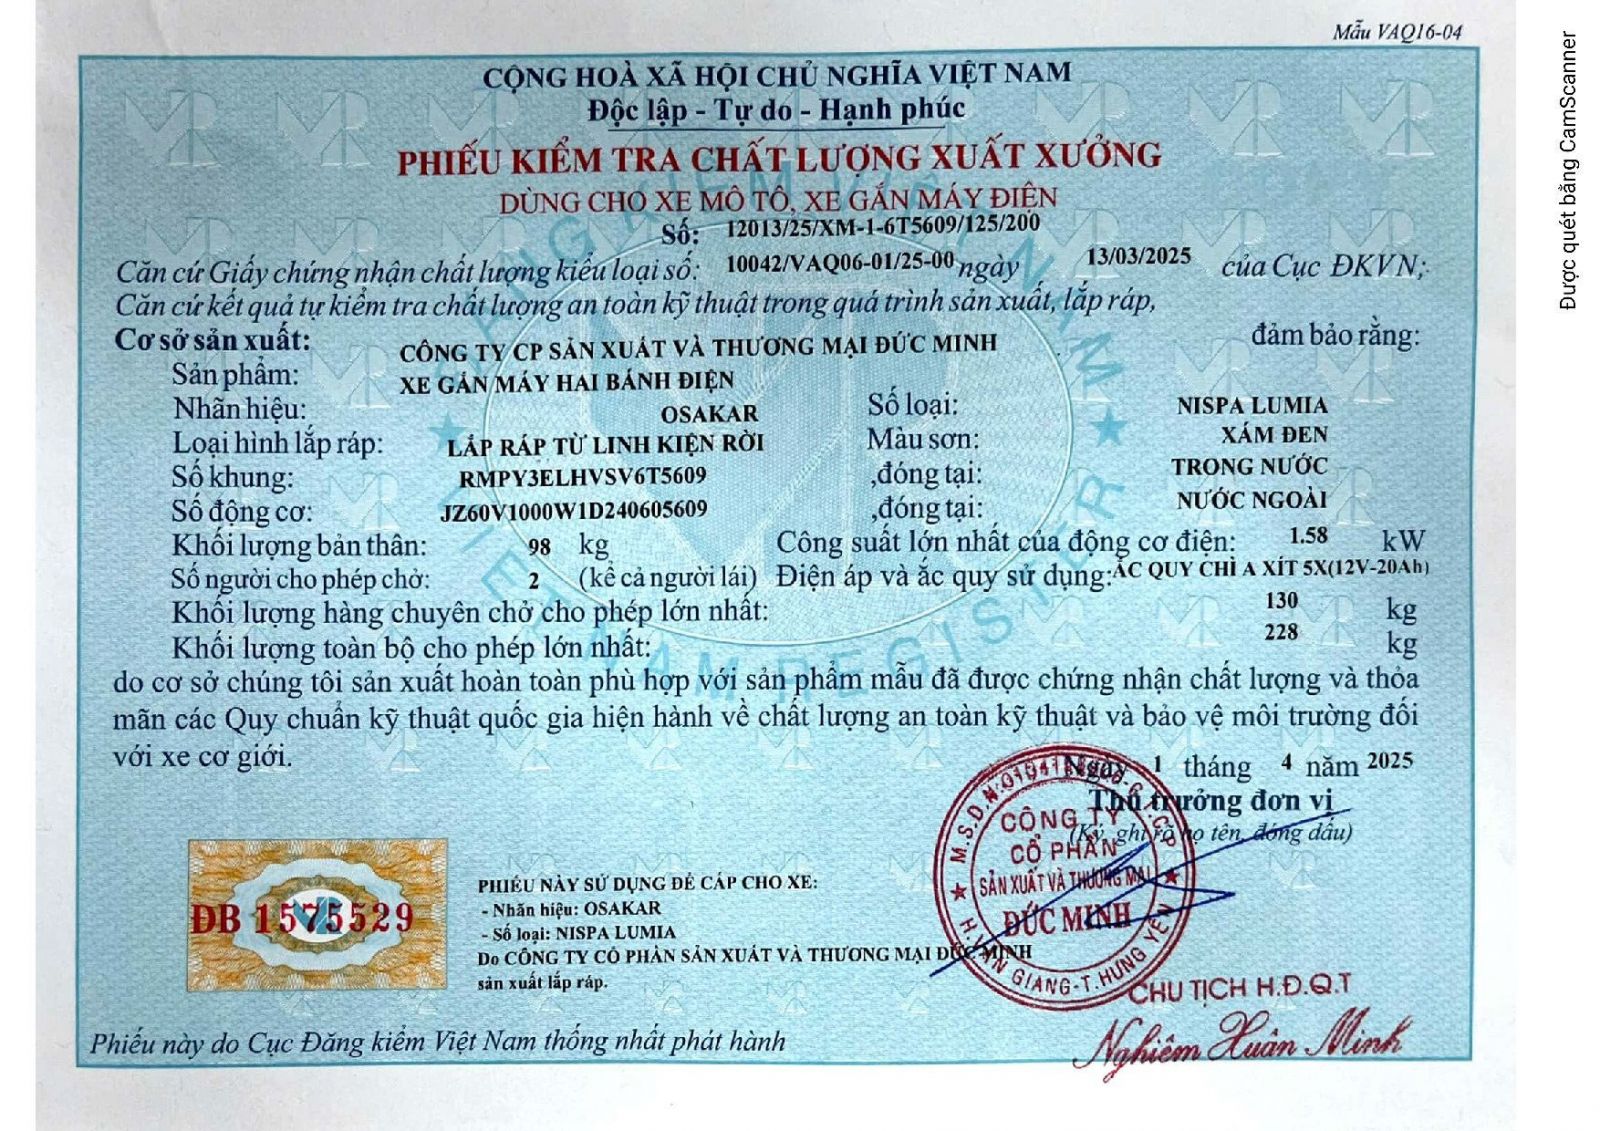 Mẫu VAQ16-04
CỘNG HOÀ XÃ HỘI CHỦ NGHĨA VIỆT NAM
Độc lập - Tự do - Hạnh phúc
PHIẾU KIỂM TRA CHẤT LƯỢNG XUẤT XƯỞNG
DÙNG CHO XE MÔ TÔ, XE GẮN MÁY ĐIỆN
Số: 12013/25/XM-1-6T5609/125/200
Căn cứ Giấy chứng nhận chất lượng kiểu loại số: 10042/VAQ06-01/25-00 ngày 13/03/2025 của Cục ĐKVN;
Căn cứ kết quả tự kiểm tra chất lượng an toàn kỹ thuật trong quá trình sản xuất, lắp ráp,
Cơ sở sản xuất: CÔNG TY CP SẢN XUẤT VÀ THƯƠNG MẠI ĐỨC MINH đảm bảo rằng:
Sản phẩm: XE GẮN MÁY HAI BÁNH ĐIỆN
Nhãn hiệu: OSAKAR Số loại: NISPA LUMIA
Loại hình lắp ráp: LẮP RÁP TỪ LINH KIỆN RỜI Màu sơn: XÁM ĐEN
Số khung: RMPY3ELHVSV6T5609 ,đóng tại: TRONG NƯỚC
Số động cơ: JZ60V1000W1D240605609 ,đóng tại: NƯỚC NGOÀI
Khối lượng bản thân: 98 kg Công suất lớn nhất của động cơ điện: 1.58 kW
Số người cho phép chở: 2 (kể cả người lái) Điện áp và ắc quy sử dụng: ẮC QUY CHÌ A XÍT 5X(12V-20Ah)
Khối lượng hàng chuyên chở cho phép lớn nhất: 130 kg
Khối lượng toàn bộ cho phép lớn nhất: 228 kg
do cơ sở chúng tôi sản xuất hoàn toàn phù hợp với sản phẩm mẫu đã được chứng nhận chất lượng và thỏa
mãn các Quy chuẩn kỹ thuật quốc gia hiện hành về chất lượng an toàn kỹ thuật và bảo vệ môi trường đối
với xe cơ giới.
Ngày 1 tháng 4 năm 2025
Thủ trưởng đơn vị
(Ký, ghi rõ họ tên, đóng dấu)
CÔNG TY
CỔ PHẦN
SẢN XUẤT VÀ THƯƠNG MẠI
ĐỨC MINH
H.VĂN GIANG-T.HƯNG YÊN
ĐB 1575529
PHIẾU NÀY SỬ DỤNG ĐỂ CẤP CHO XE:
- Nhãn hiệu: OSAKAR
- Số loại: NISPA LUMIA
Do CÔNG TY CỔ PHẦN SẢN XUẤT VÀ THƯƠNG MẠI ĐỨC MINH
sản xuất lắp ráp.
CHỦ TỊCH H.Đ.Q.T
Nghiêm Xuân Minh
Phiếu này do Cục Đăng kiểm Việt Nam thống nhất phát hành
ĐĂNG KIỂM VIỆT NAM
VIETNAM REGISTER
Được quét bằng CamScanner